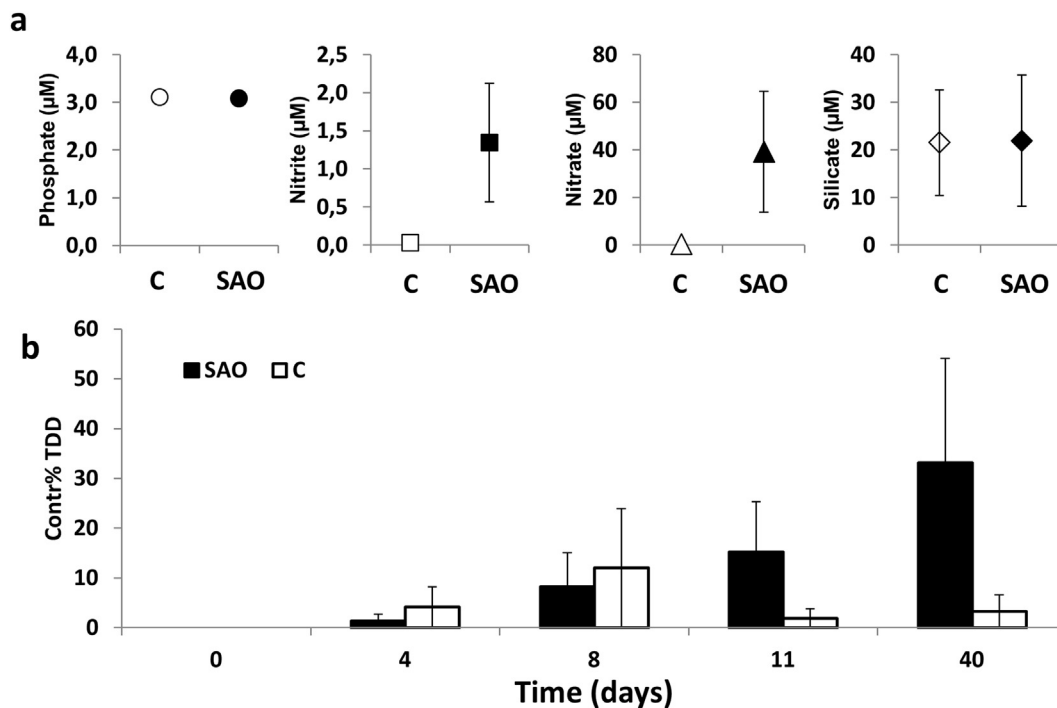 a
Phosphate (µM)
4,0
3,0
2,0
1,0
0,0
C SAO
Nitrite (µM)
2,5
2,0
1,5
1,0
0,5
0,0
C SAO
Nitrate (µM)
80
60
40
20
0
C SAO
Silicate (µM)
40
30
20
10
0
C SAO
b
Contr% TDD
60
50
40
30
20
10
0
SAO C
0 4 8 11 40
Time (days)